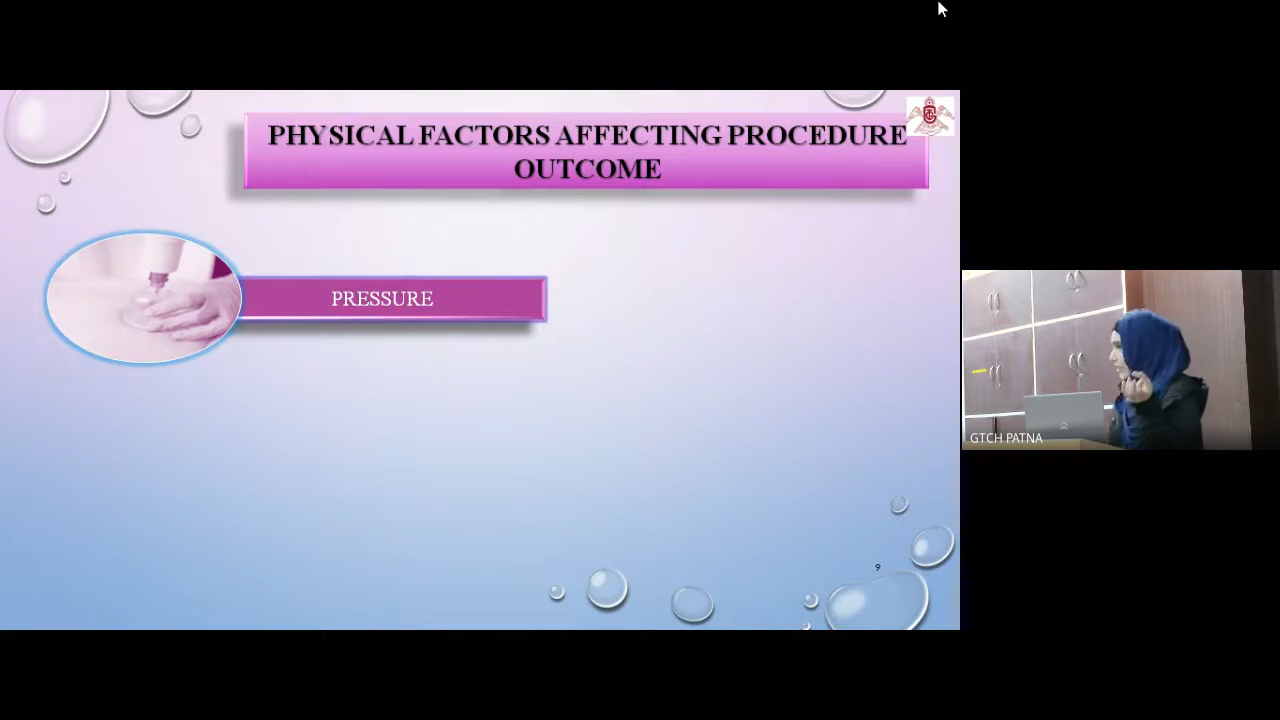 PHYSICAL FACTORS AFFECTING PROCEDURE
OUTCOME
PRESSURE
GTCH PATNA
9